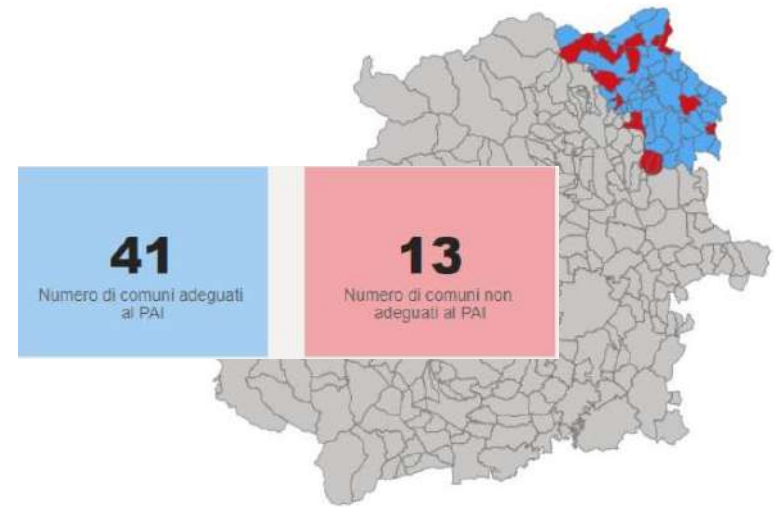 41
Numero di comuni adeguati
al PAI
13
Numero di comuni non
adeguati al PAI